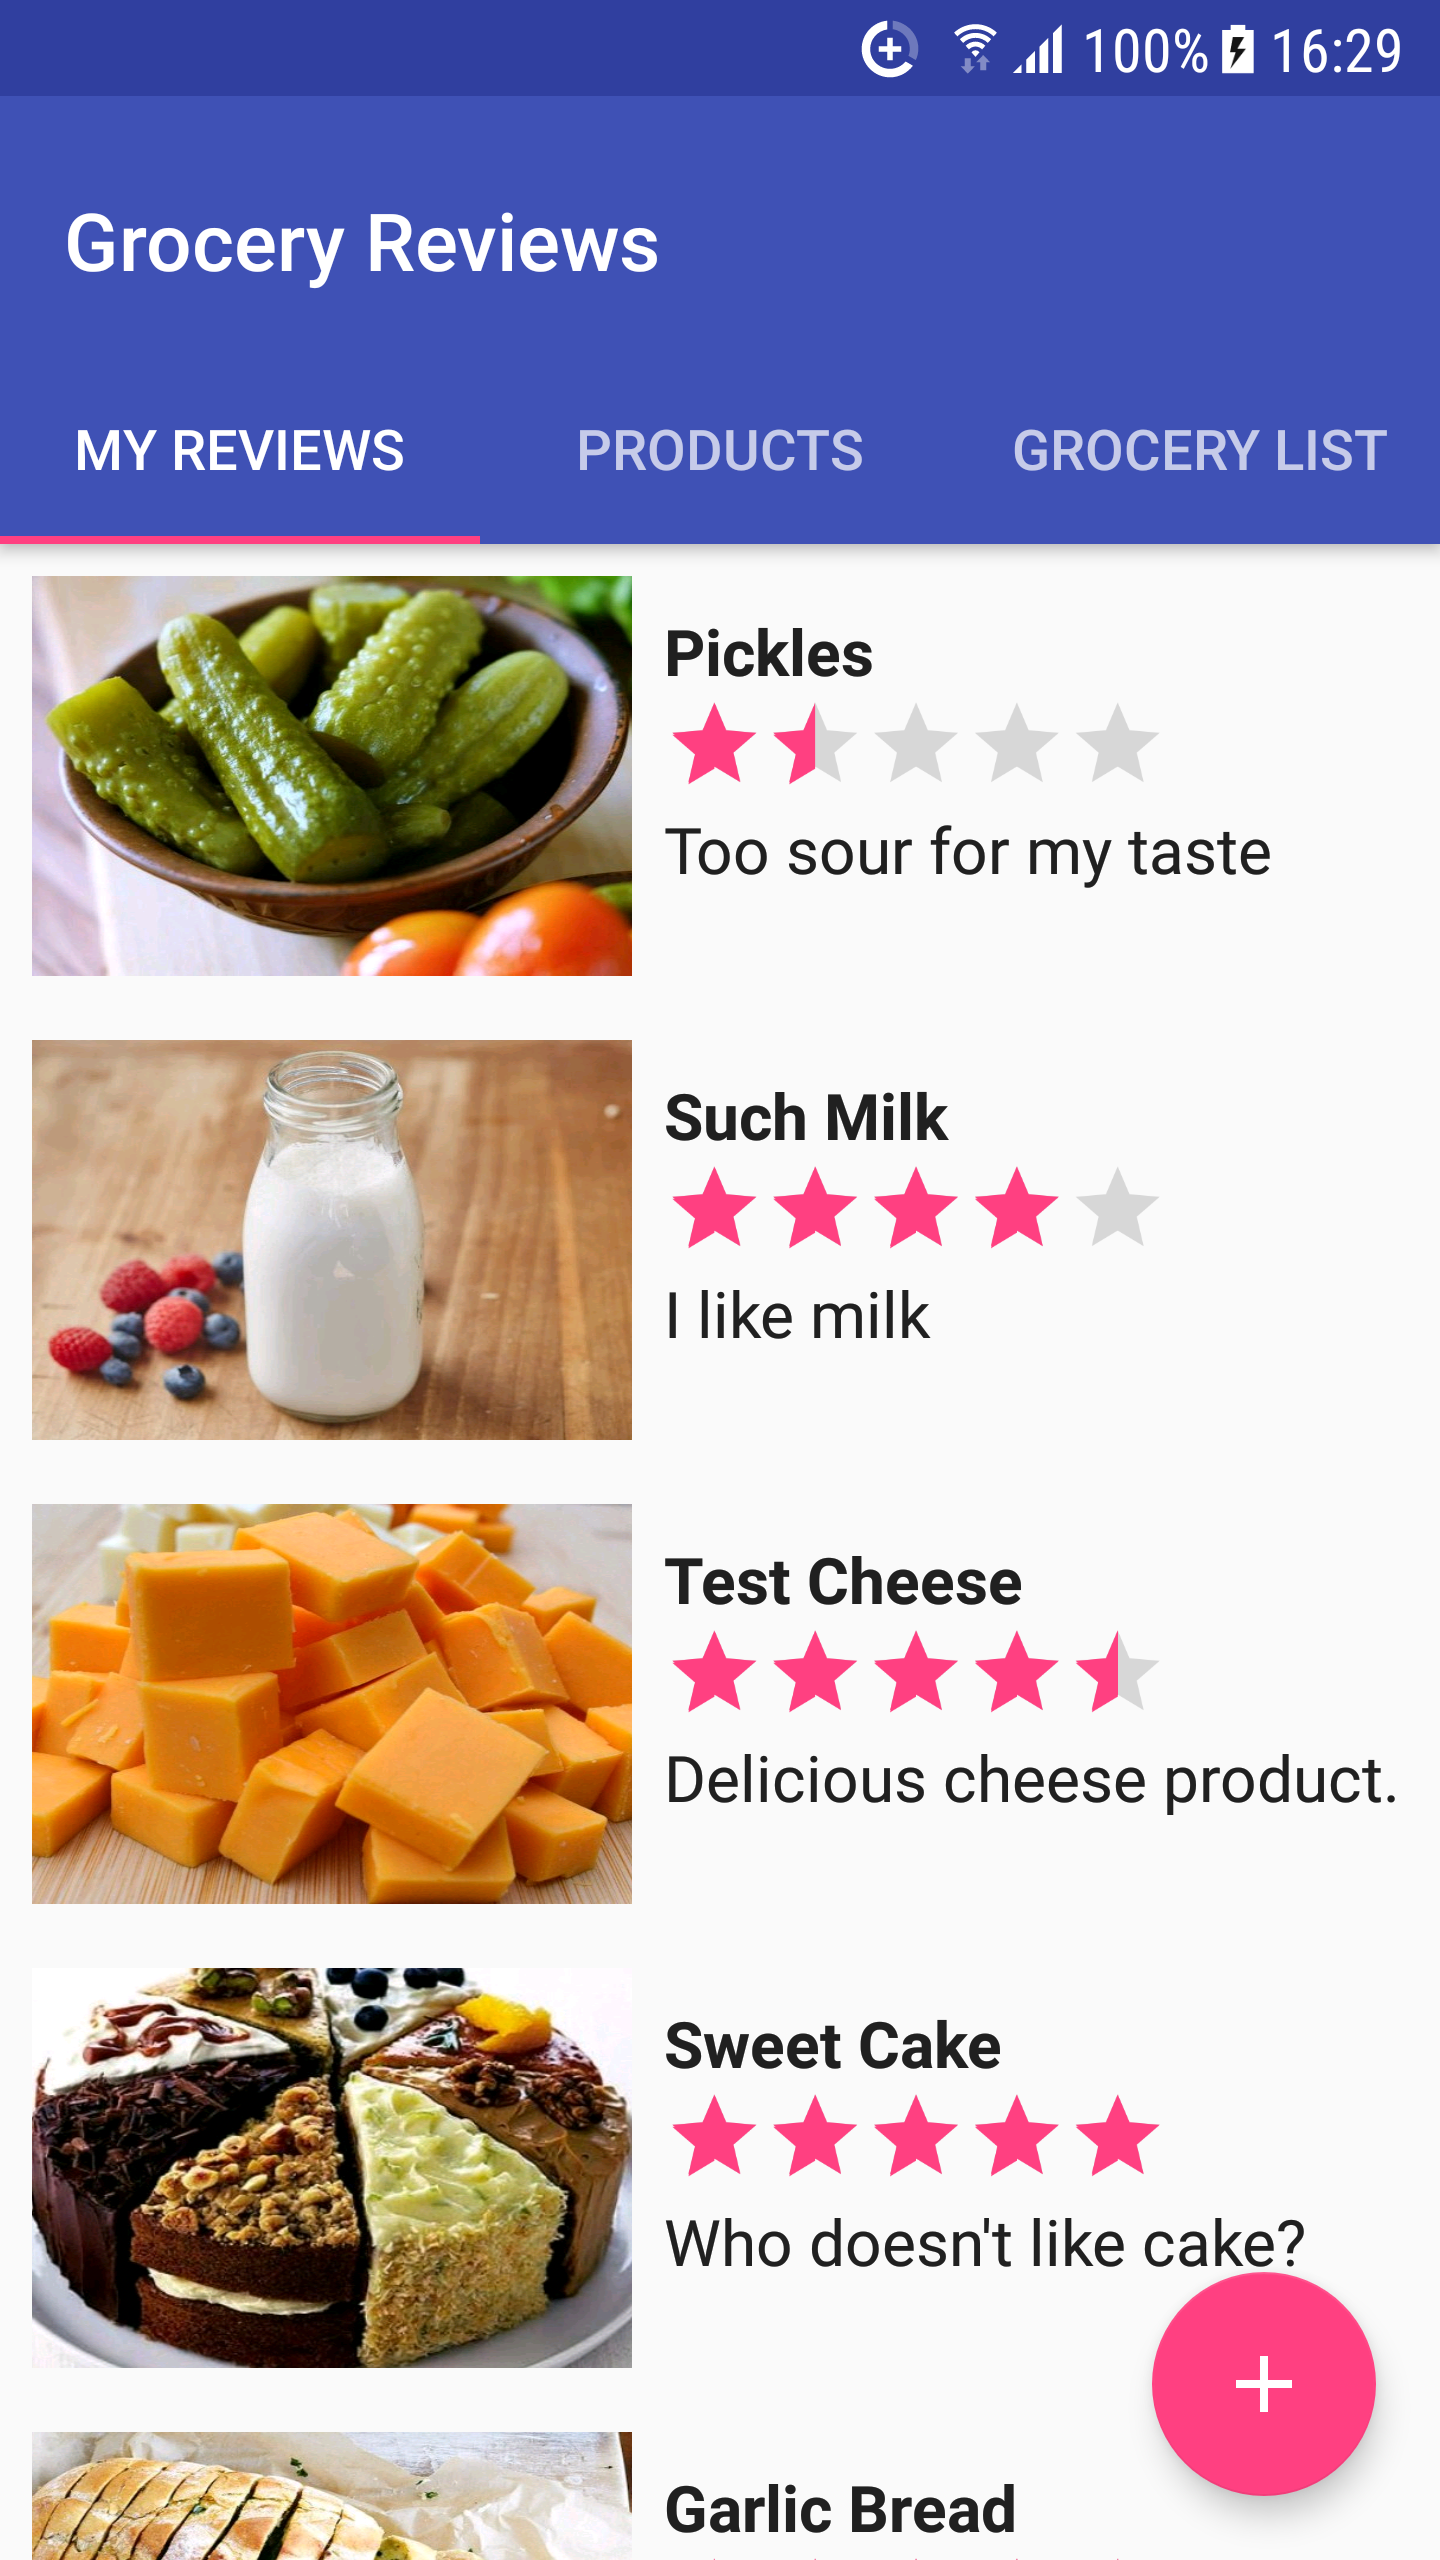 100% 16:29
Grocery Reviews
MY REVIEWS PRODUCTS GROCERY LIST
Pickles
Too sour for my taste
Such Milk
I like milk
Test Cheese
Delicious cheese product.
Sweet Cake
Who doesn't like cake?
Garlic Bread